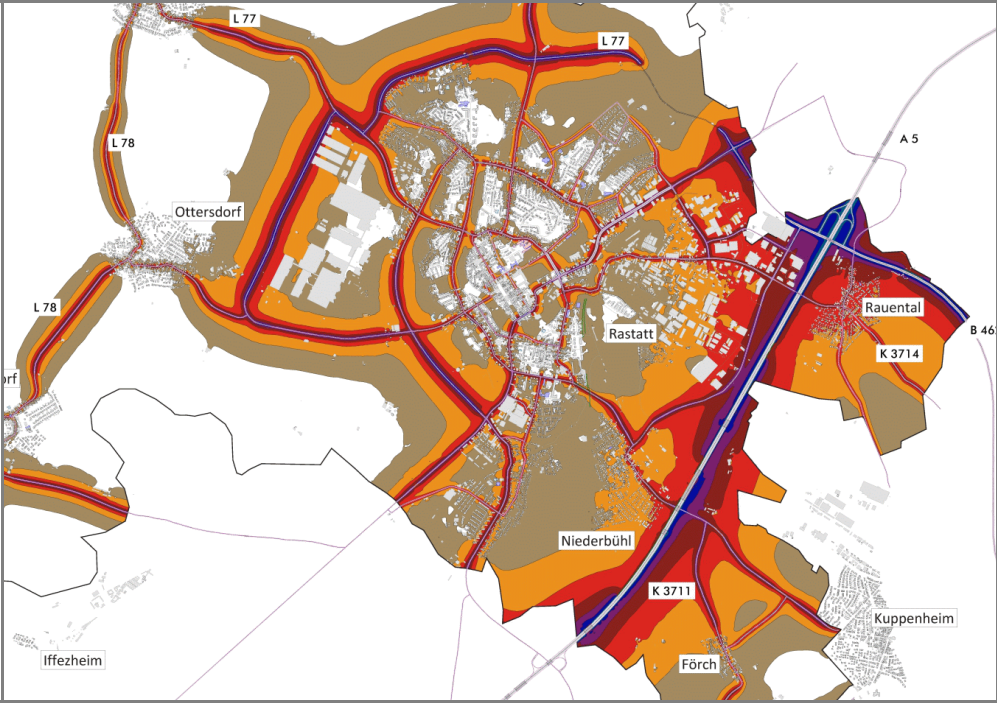 L 77
L 77
A 5
L 78
Ottersdorf
L 78
Rauental
Rastatt
B 462
K 3714
orf
Niederbühl
K 3711
Kuppenheim
Iffezheim
Förch